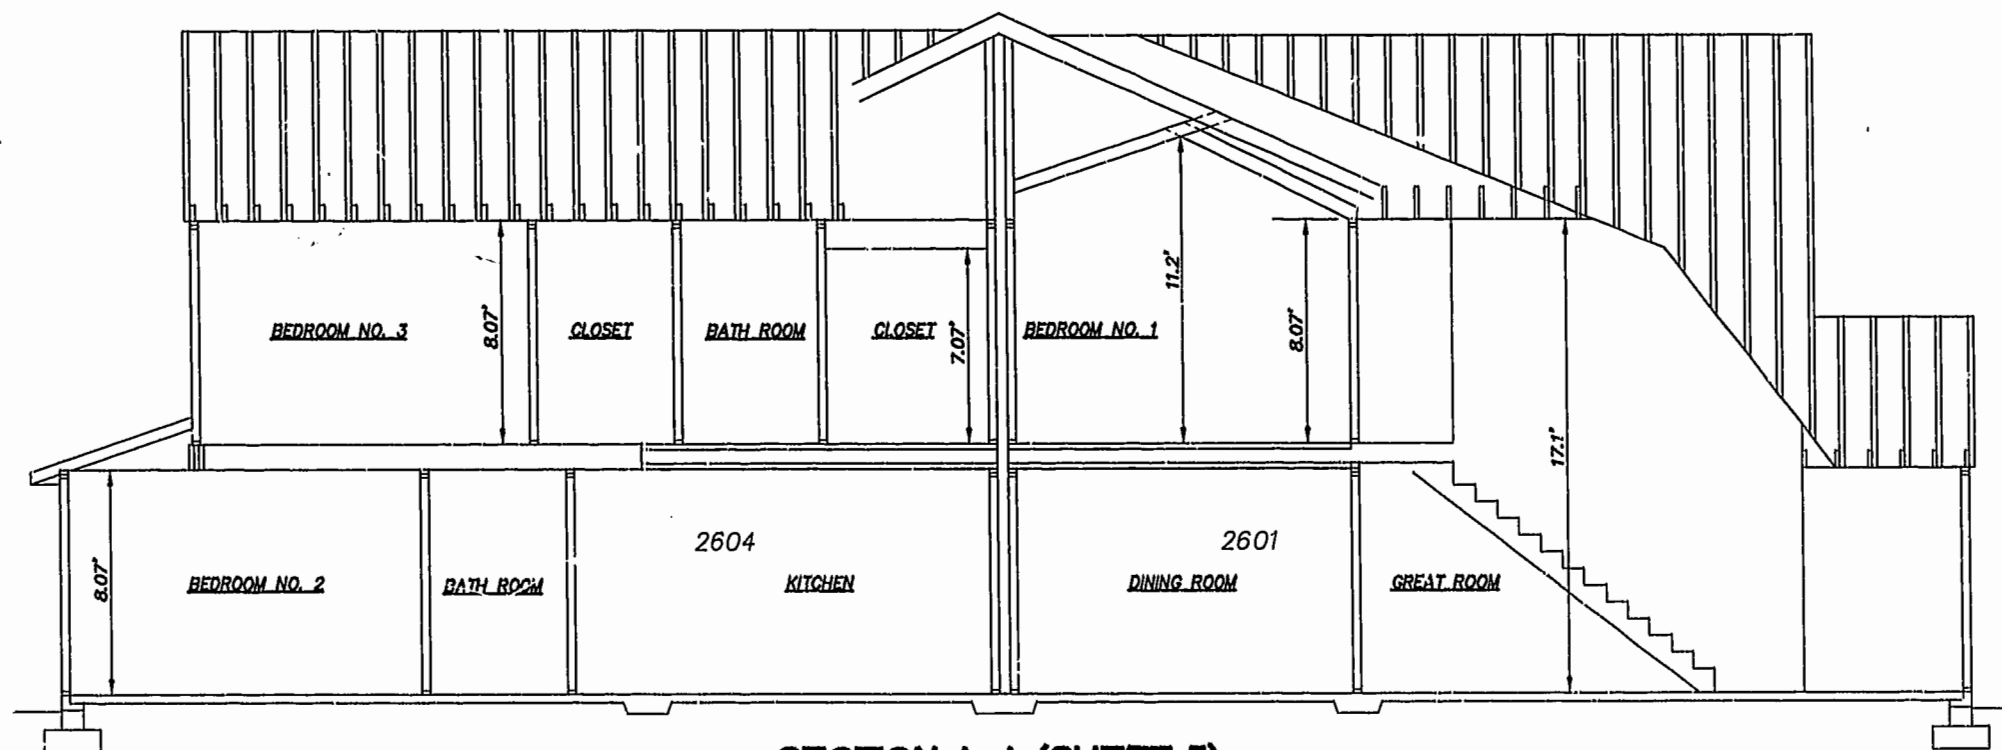 BEDROOM NO. 3
8.07'
CLOSET
BATH ROOM
CLOSET
7.07'
BEDROOM NO. 1
11.2'
8.07'
17.1'
8.07'
BEDROOM NO. 2
BATH ROOM
2604
KITCHEN
2601
DINING ROOM
GREAT ROOM